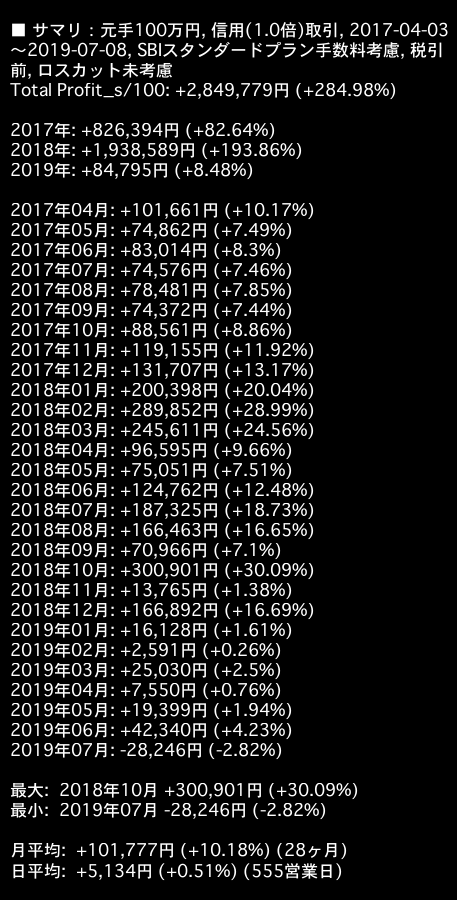 ■ サマリ：元手100万円, 信用(1.0倍)取引, 2017-04-03
～2019-07-08, SBIスタンダードプラン手数料考慮, 税引
前, ロスカット未考慮
Total Profit_s/100: +2,849,779円 (+284.98%)
2017年: +826,394円 (+82.64%)
2018年: +1,938,589円 (+193.86%)
2019年: +84,795円 (+8.48%)
2017年04月: +101,661円 (+10.17%)
2017年05月: +74,862円 (+7.49%)
2017年06月: +83,014円 (+8.3%)
2017年07月: +74,576円 (+7.46%)
2017年08月: +78,481円 (+7.85%)
2017年09月: +74,372円 (+7.44%)
2017年10月: +88,561円 (+8.86%)
2017年11月: +119,155円 (+11.92%)
2017年12月: +131,707円 (+13.17%)
2018年01月: +200,398円 (+20.04%)
2018年02月: +289,852円 (+28.99%)
2018年03月: +245,611円 (+24.56%)
2018年04月: +96,595円 (+9.66%)
2018年05月: +75,051円 (+7.51%)
2018年06月: +124,762円 (+12.48%)
2018年07月: +187,325円 (+18.73%)
2018年08月: +166,463円 (+16.65%)
2018年09月: +70,966円 (+7.1%)
2018年10月: +300,901円 (+30.09%)
2018年11月: +13,765円 (+1.38%)
2018年12月: +166,892円 (+16.69%)
2019年01月: +16,128円 (+1.61%)
2019年02月: +2,591円 (+0.26%)
2019年03月: +25,030円 (+2.5%)
2019年04月: +7,550円 (+0.76%)
2019年05月: +19,399円 (+1.94%)
2019年06月: +42,340円 (+4.23%)
2019年07月: -28,246円 (-2.82%)
最大: 2018年10月 +300,901円 (+30.09%)
最小: 2019年07月 -28,246円 (-2.82%)
月平均: +101,777円 (+10.18%) (28ヶ月)
日平均: +5,134円 (+0.51%) (555営業日)